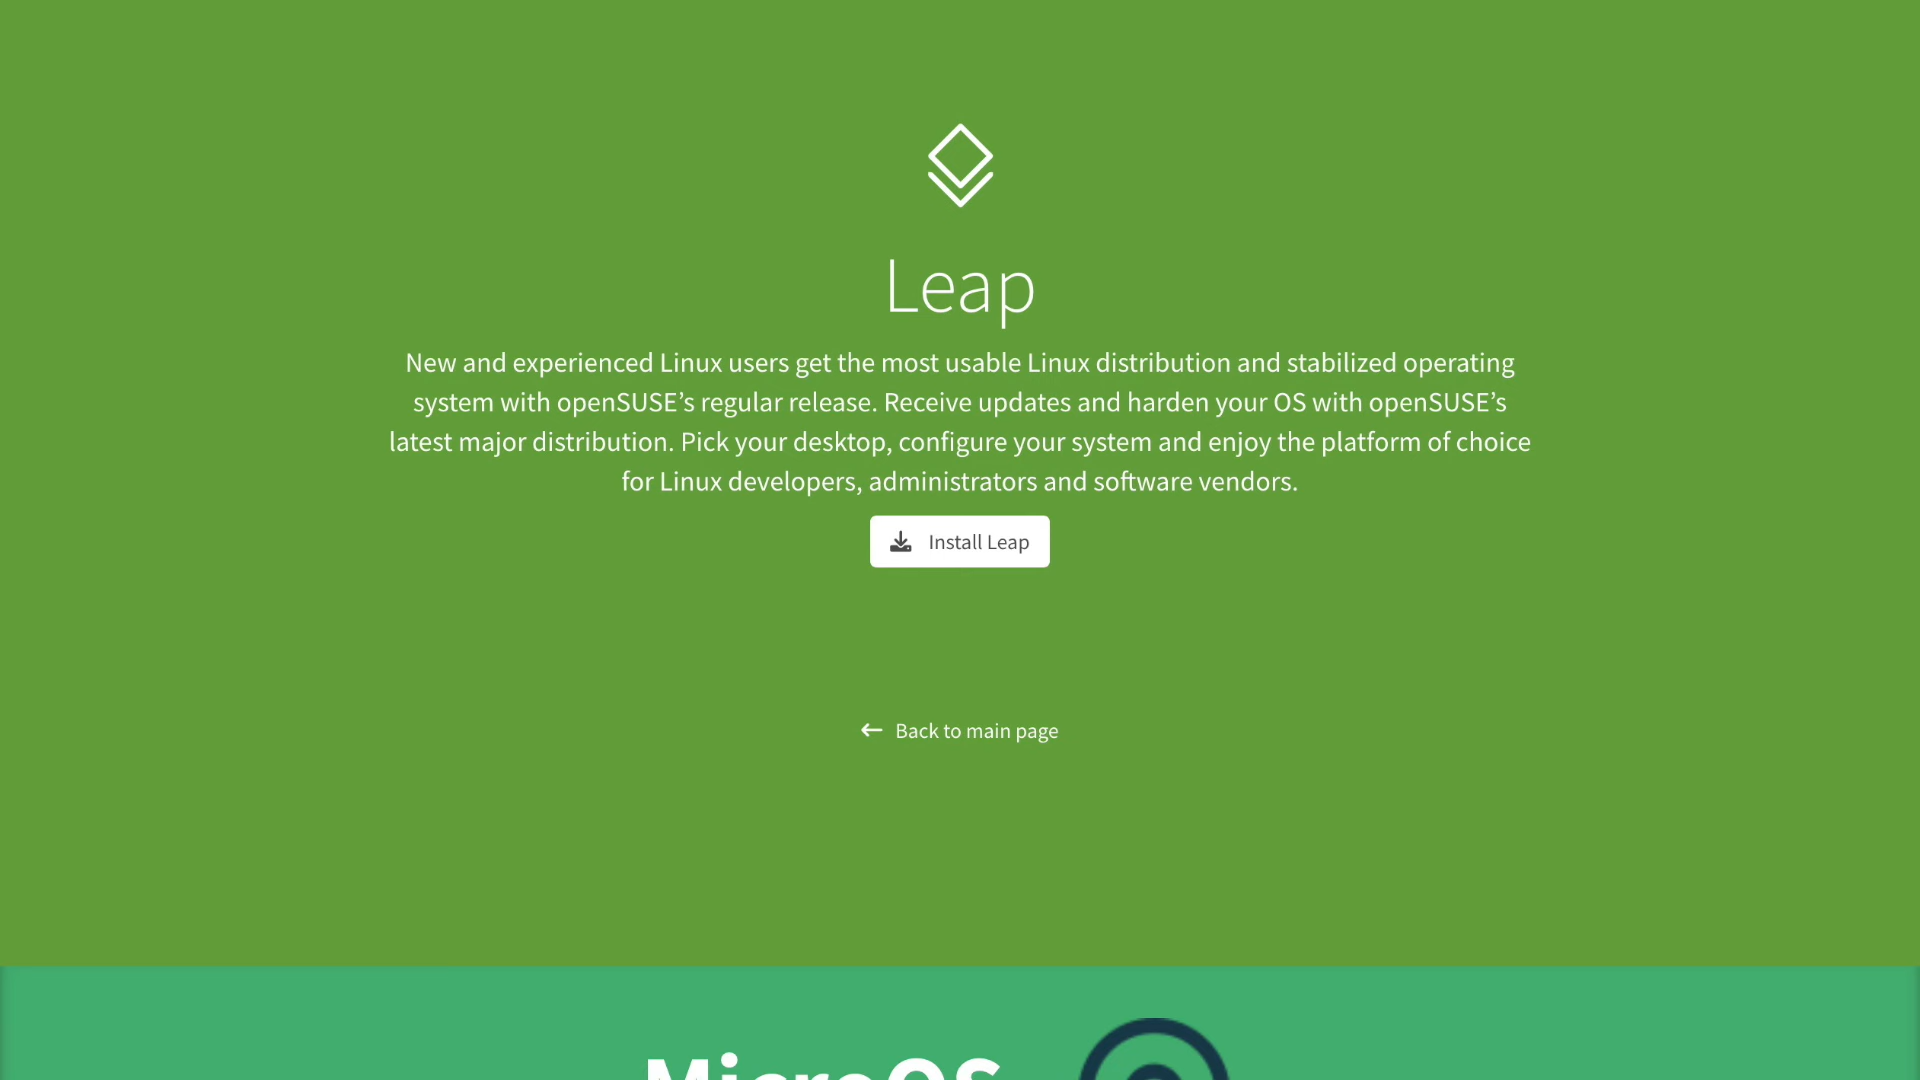 Leap
New and experienced Linux users get the most usable Linux distribution and stabilized operating
system with openSUSE’s regular release. Receive updates and harden your OS with openSUSE’s
latest major distribution. Pick your desktop, configure your system and enjoy the platform of choice
for Linux developers, administrators and software vendors.
Install Leap
Back to main page
MicroOS